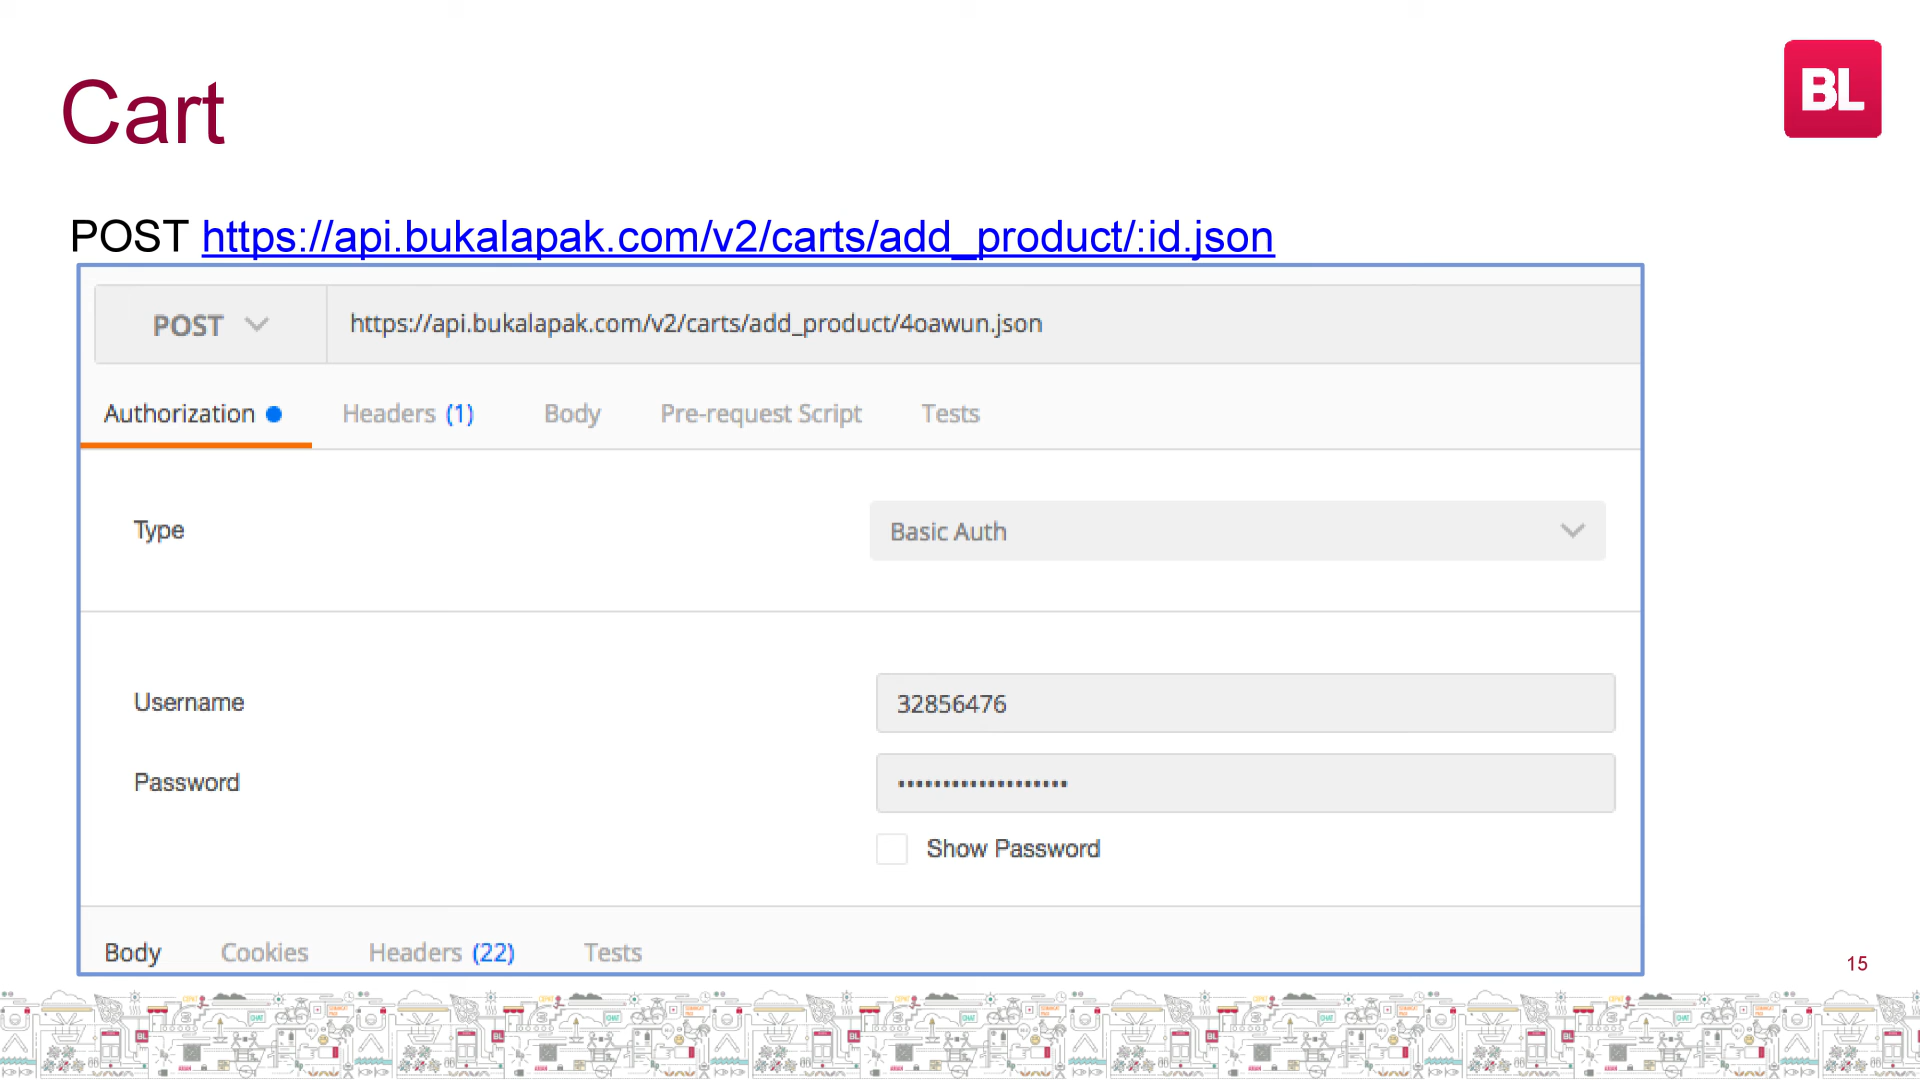 Cart
BL
POST https://api.bukalapak.com/v2/carts/add_product/:id.json
POST https://api.bukalapak.com/v2/carts/add_product/4oawun.json
Authorization Headers (1) Body Pre-request Script Tests
Type Basic Auth
Username 32856476
Password •••••••••••••••••••
Show Password
Body Cookies Headers (22) Tests
15